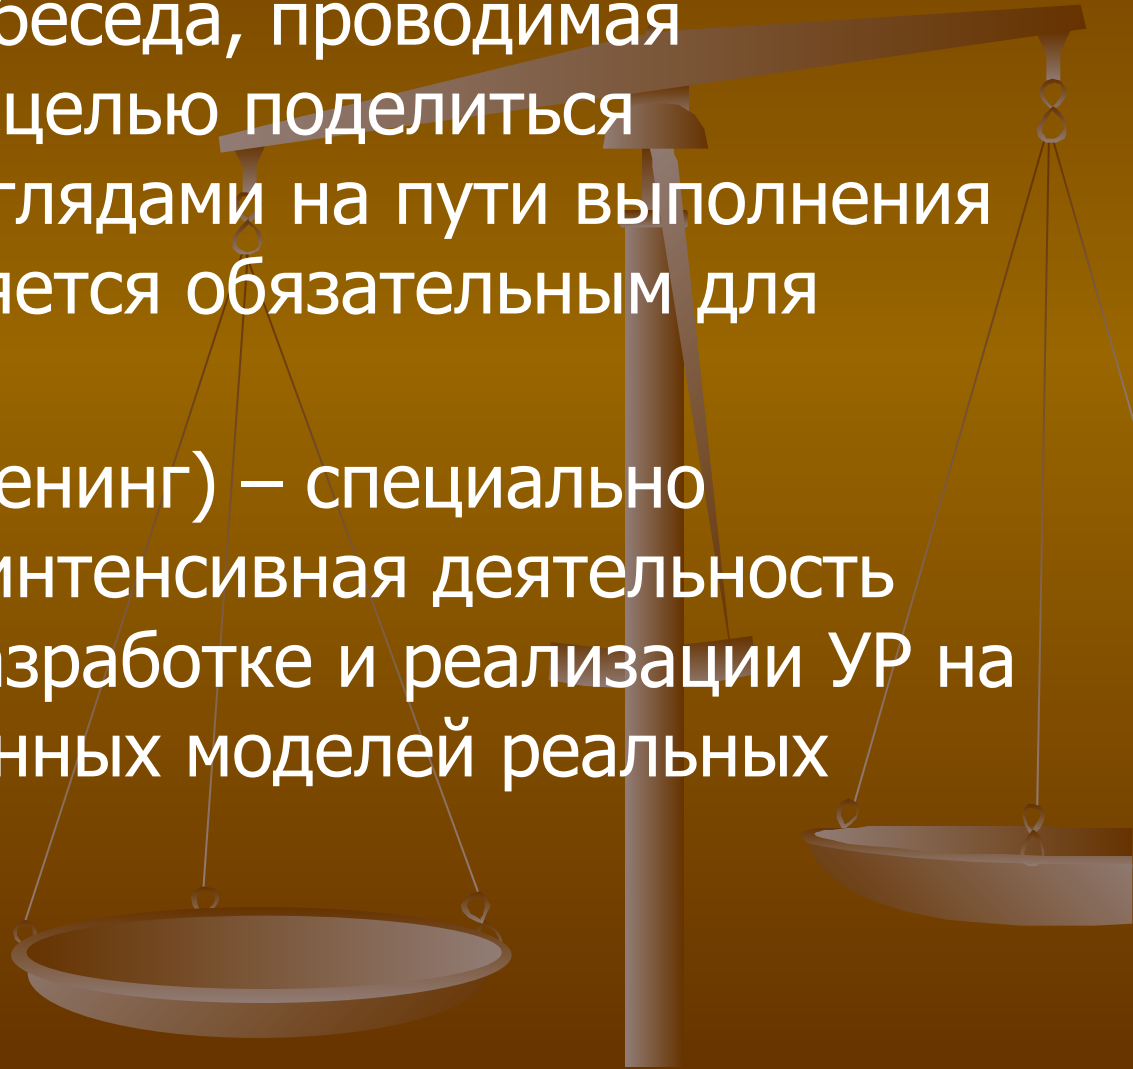 беседа, проводимая
целью поделиться
глядами на пути выполнения
яется обязательным для
енинг) – специально
интенсивная деятельность
азработке и реализации УР на
нных моделей реальных